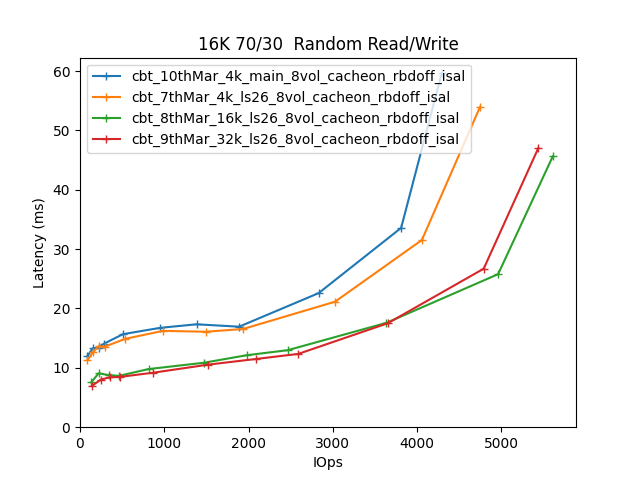 16K 70/30  Random Read/Write
cbt_10thMar_4k_main_8vol_cacheon_rbdoff_isal
cbt_7thMar_4k_ls26_8vol_cacheon_rbdoff_isal
cbt_8thMar_16k_ls26_8vol_cacheon_rbdoff_isal
cbt_9thMar_32k_ls26_8vol_cacheon_rbdoff_isal
60
50
40
30
20
10
0
Latency (ms)
0 1000 2000 3000 4000 5000
IOps